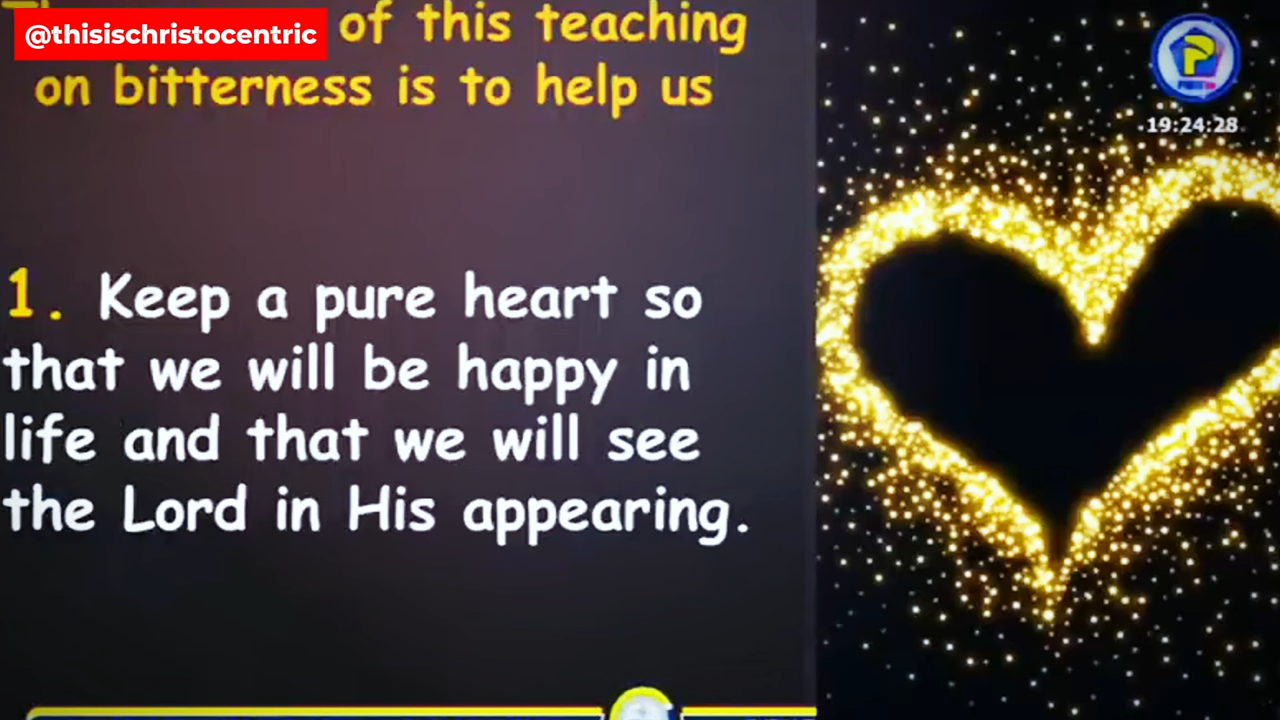 @thisischristocentric
of this teaching
on bitterness is to help us
19:24:28
1. Keep a pure heart so
that we will be happy in
life and that we will see
the Lord in His appearing.